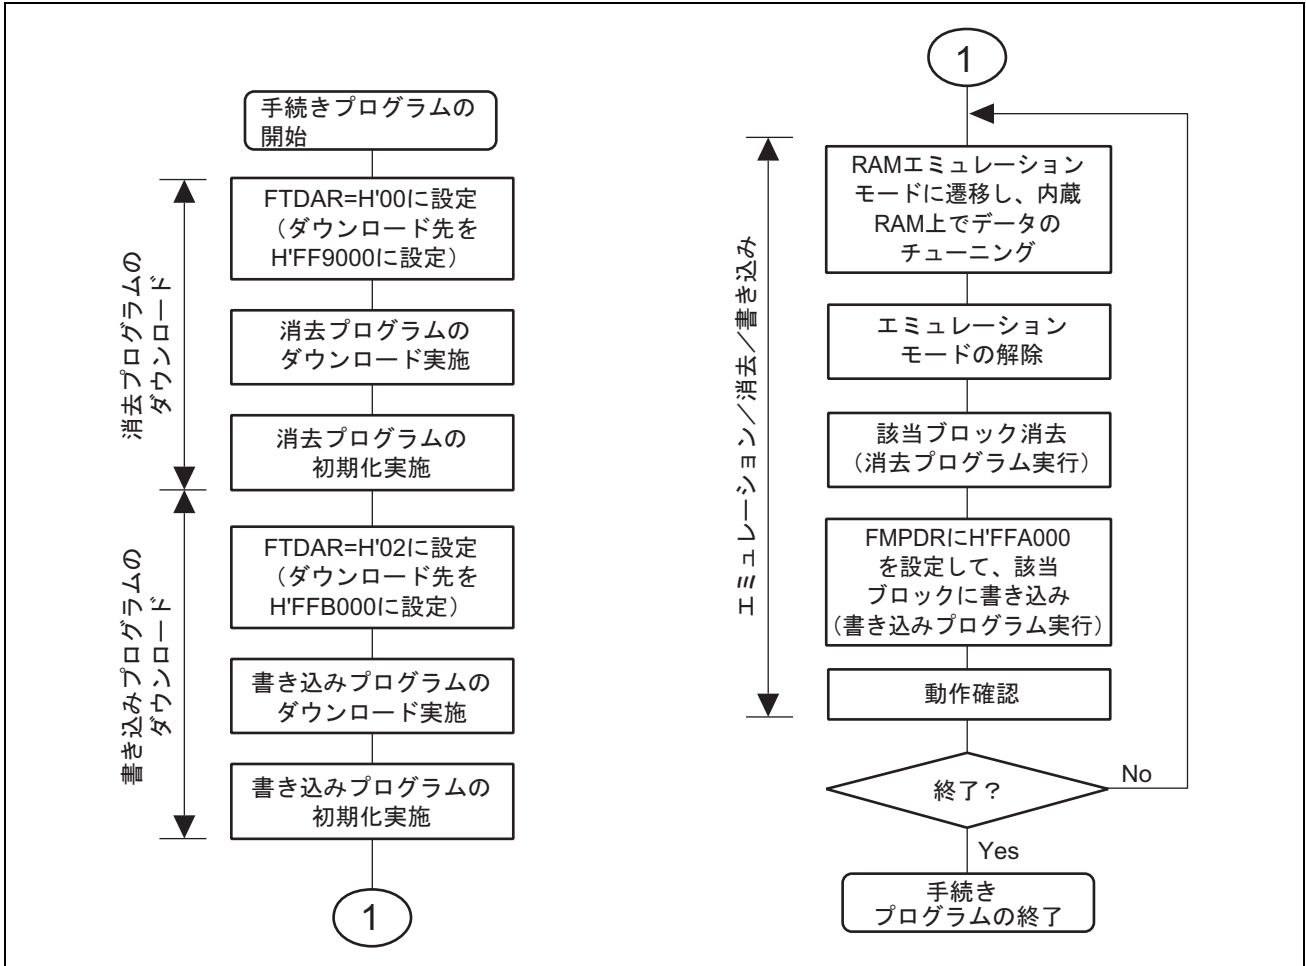 手続きプログラムの
開始
消去プログラムの
ダウンロード
FTDAR=H'00に設定
（ダウンロード先を
H'FF9000に設定）
消去プログラムの
ダウンロード実施
消去プログラムの
初期化実施
書き込みプログラムの
ダウンロード
FTDAR=H'02に設定
（ダウンロード先を
H'FFB000に設定）
書き込みプログラムの
ダウンロード実施
書き込みプログラムの
初期化実施
1
1
エミュレーション／消去／書き込み
RAMエミュレーション
モードに遷移し、内蔵
RAM上でデータの
チューニング
エミュレーション
モードの解除
該当ブロック消去
（消去プログラム実行）
FMPDRにH'FFA000
を設定して、該当
ブロックに書き込み
（書き込みプログラム実行）
動作確認
終了？
No
Yes
手続き
プログラムの終了